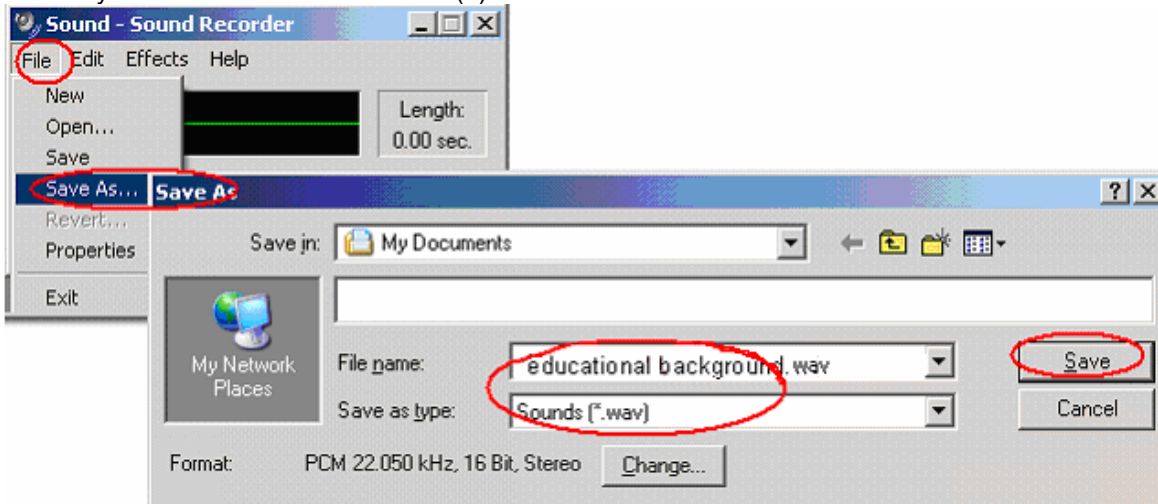 Sound - Sound Recorder
File Edit Effects Help
New
Open...
Save
Save As...
Revert...
Properties
Exit
Length:
0.00 sec.
Save As
Save in: My Documents
My Network
Places
File name: educational background.wav
Save as type: Sounds (*.wav)
Save
Cancel
Format: PCM 22.050 kHz, 16 Bit, Stereo Change...